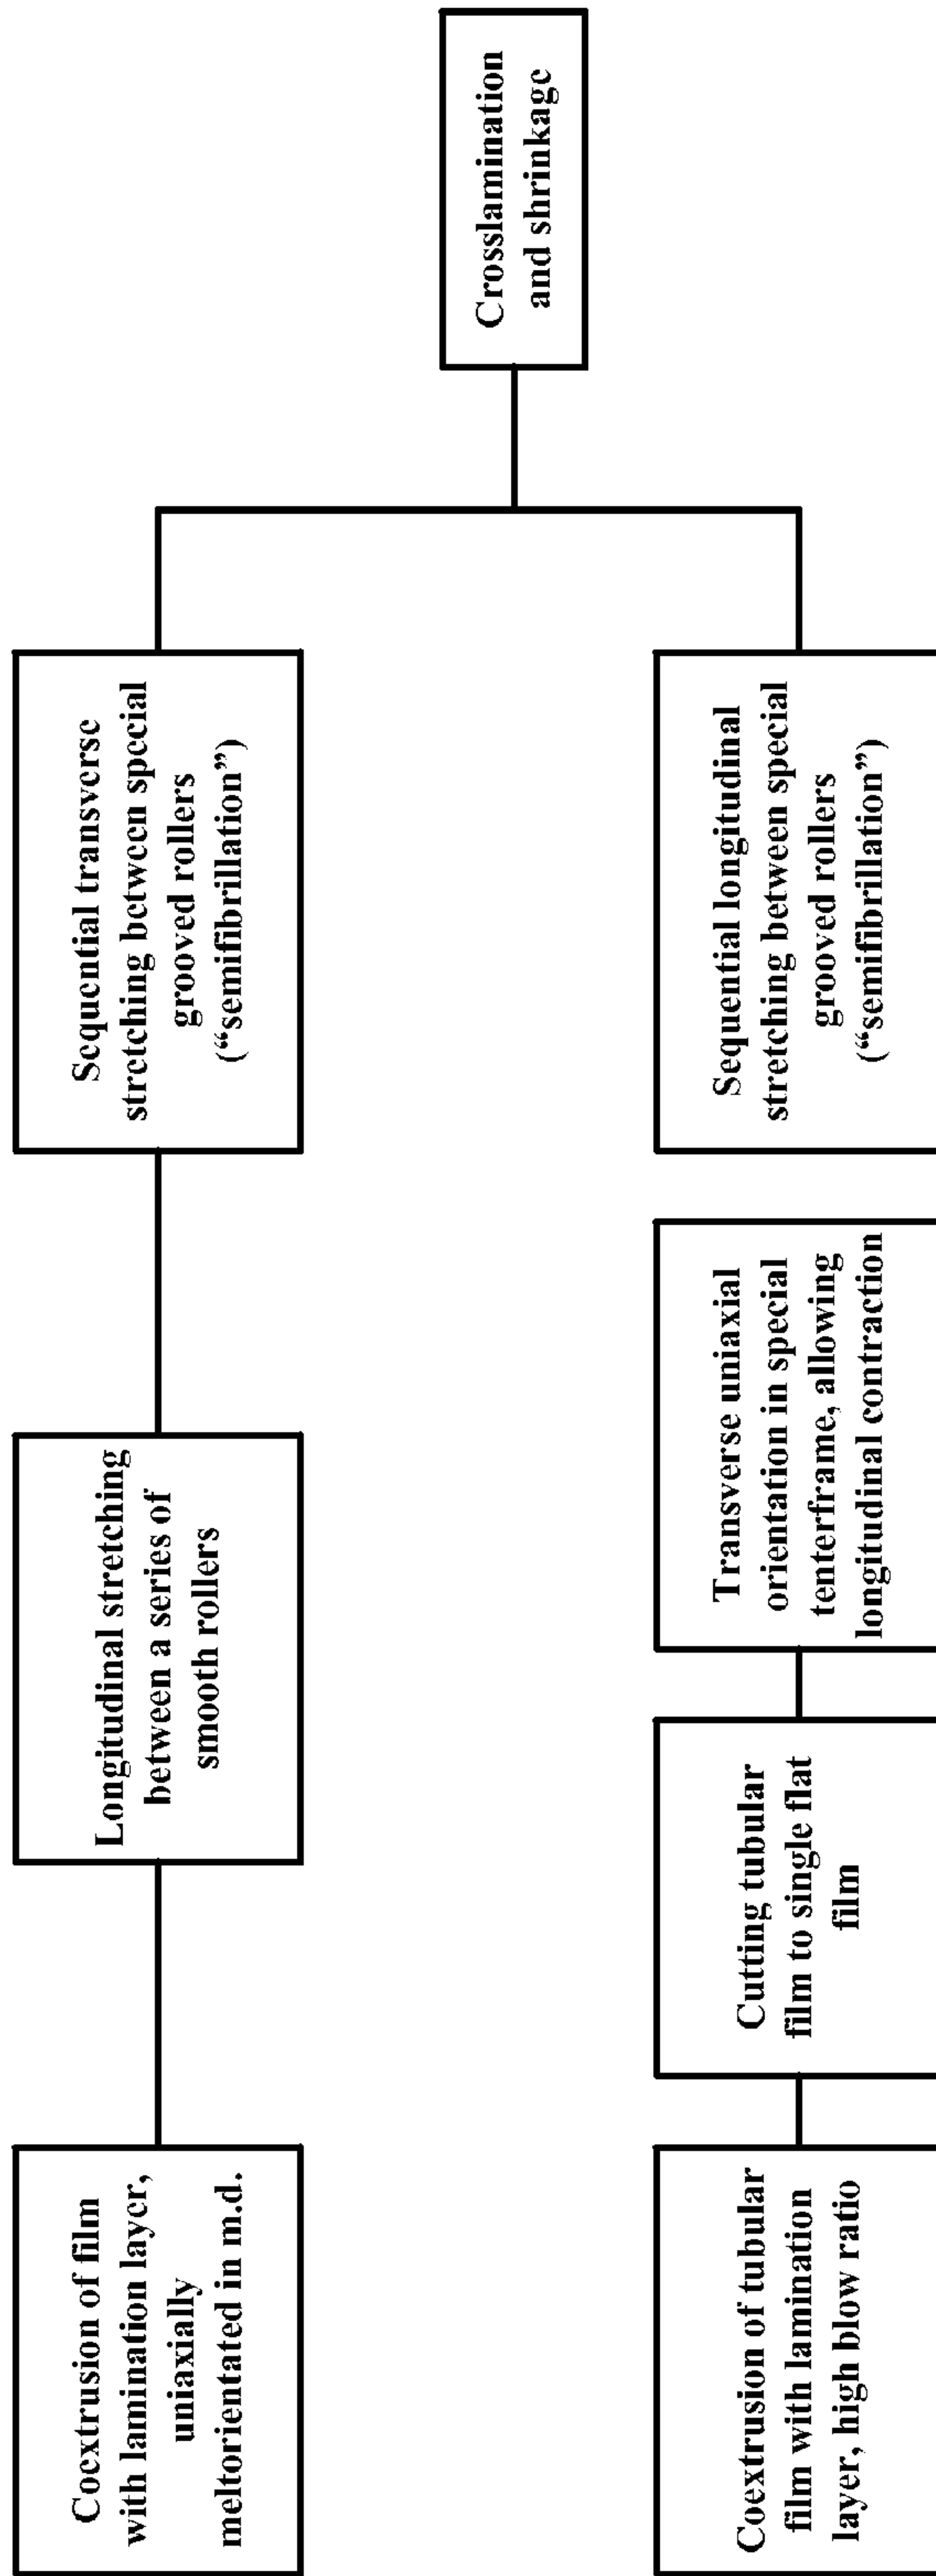 Coextrusion of film
with lamination layer,
uniaxially
meltorientated in m.d.
Longitudinal stretching
between a series of
smooth rollers
Sequential transverse
stretching between special
grooved rollers
(“semifibrillation”)
Coextrusion of tubular
film with lamination
layer, high blow ratio
Cutting tubular
film to single flat
film
Transverse uniaxial
orientation in special
tenterframe, allowing
longitudinal contraction
Sequential longitudinal
stretching between special
grooved rollers
(“semifibrillation”)
Crosslamination
and shrinkage